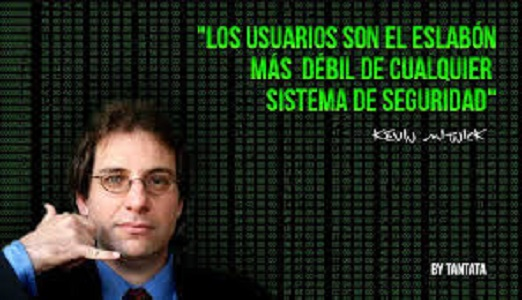 "LOS USUARIOS SON EL ESLABÓN
MÁS DÉBIL DE CUALQUIER
SISTEMA DE SEGURIDAD"
KEVIN MITNICK
BY TANTATA